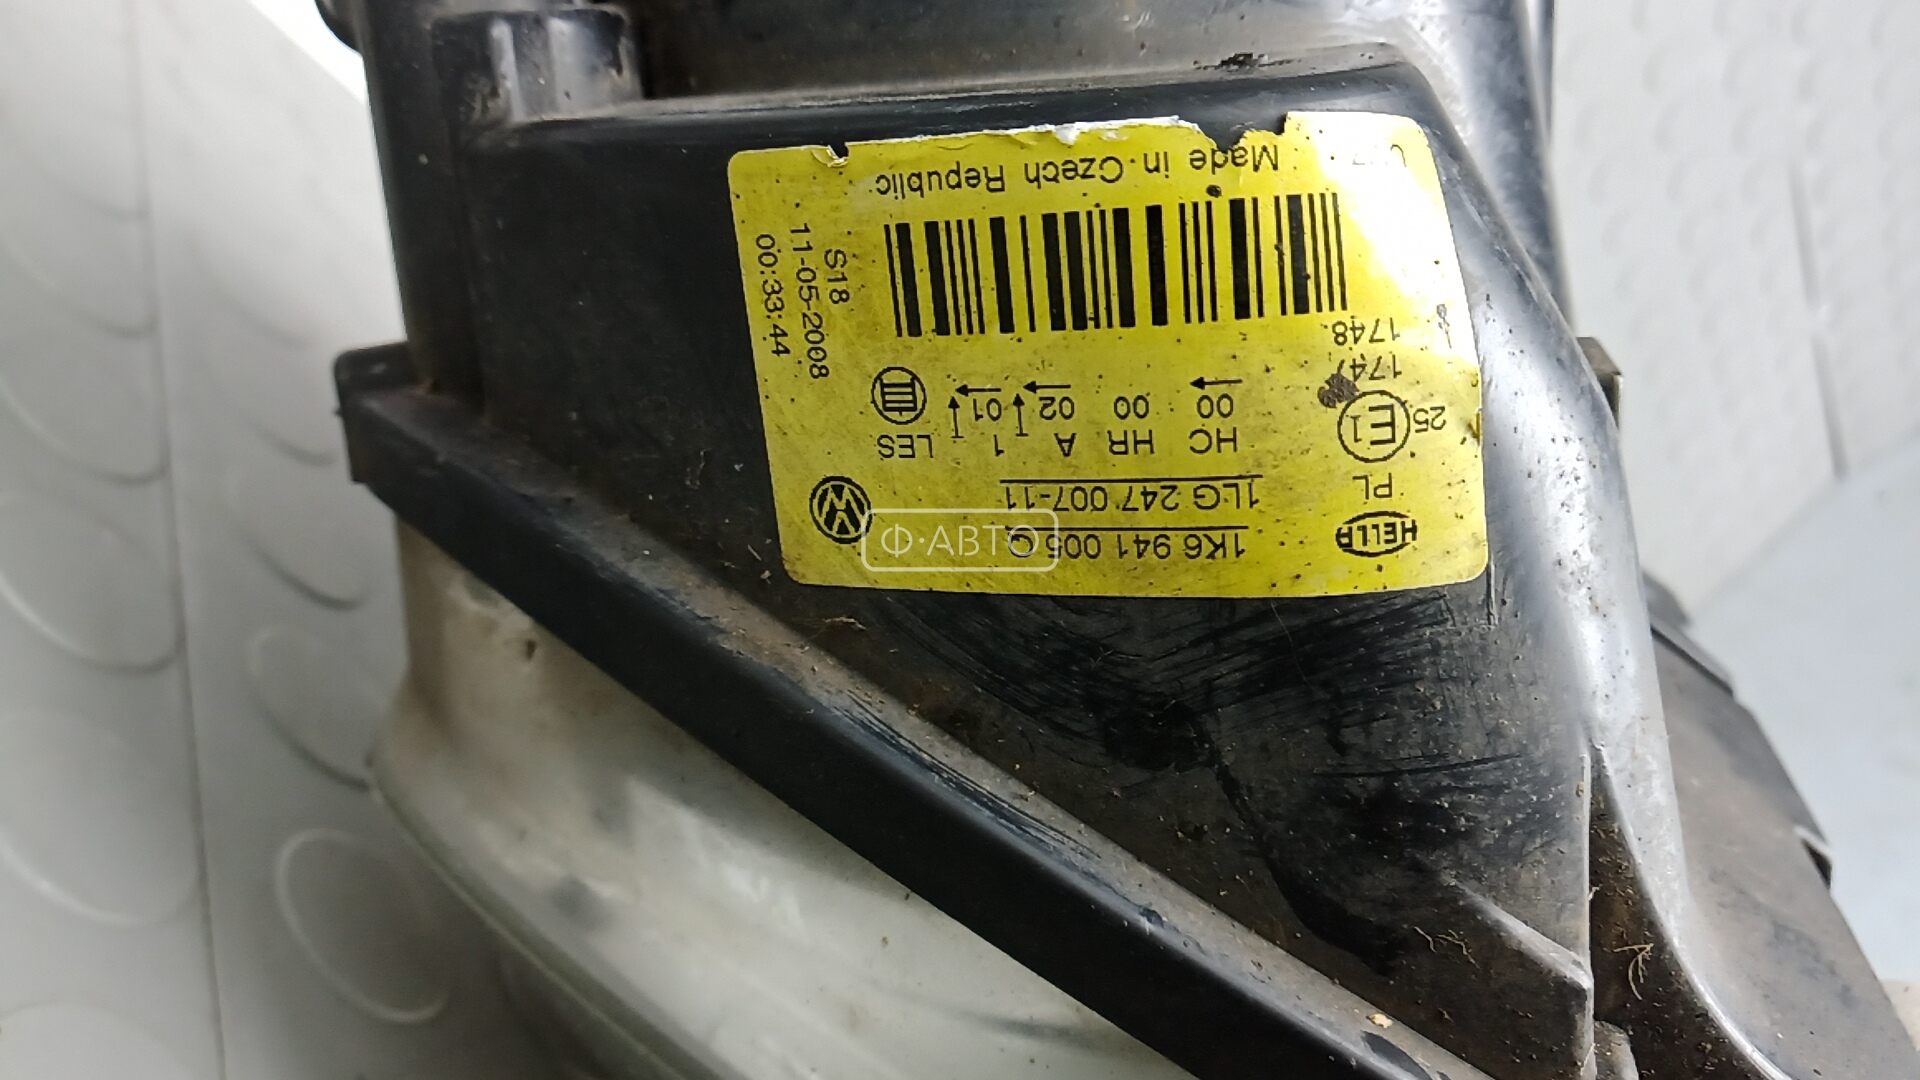 HELLA
1K6 941 005 Q
PL
1LG 247 007-11
25 E1
HC HR A 1 LES
00 00 02 01
1748
Made in Czech Republic
S18
11-05-2008
00:33:44
Ф·АВТО